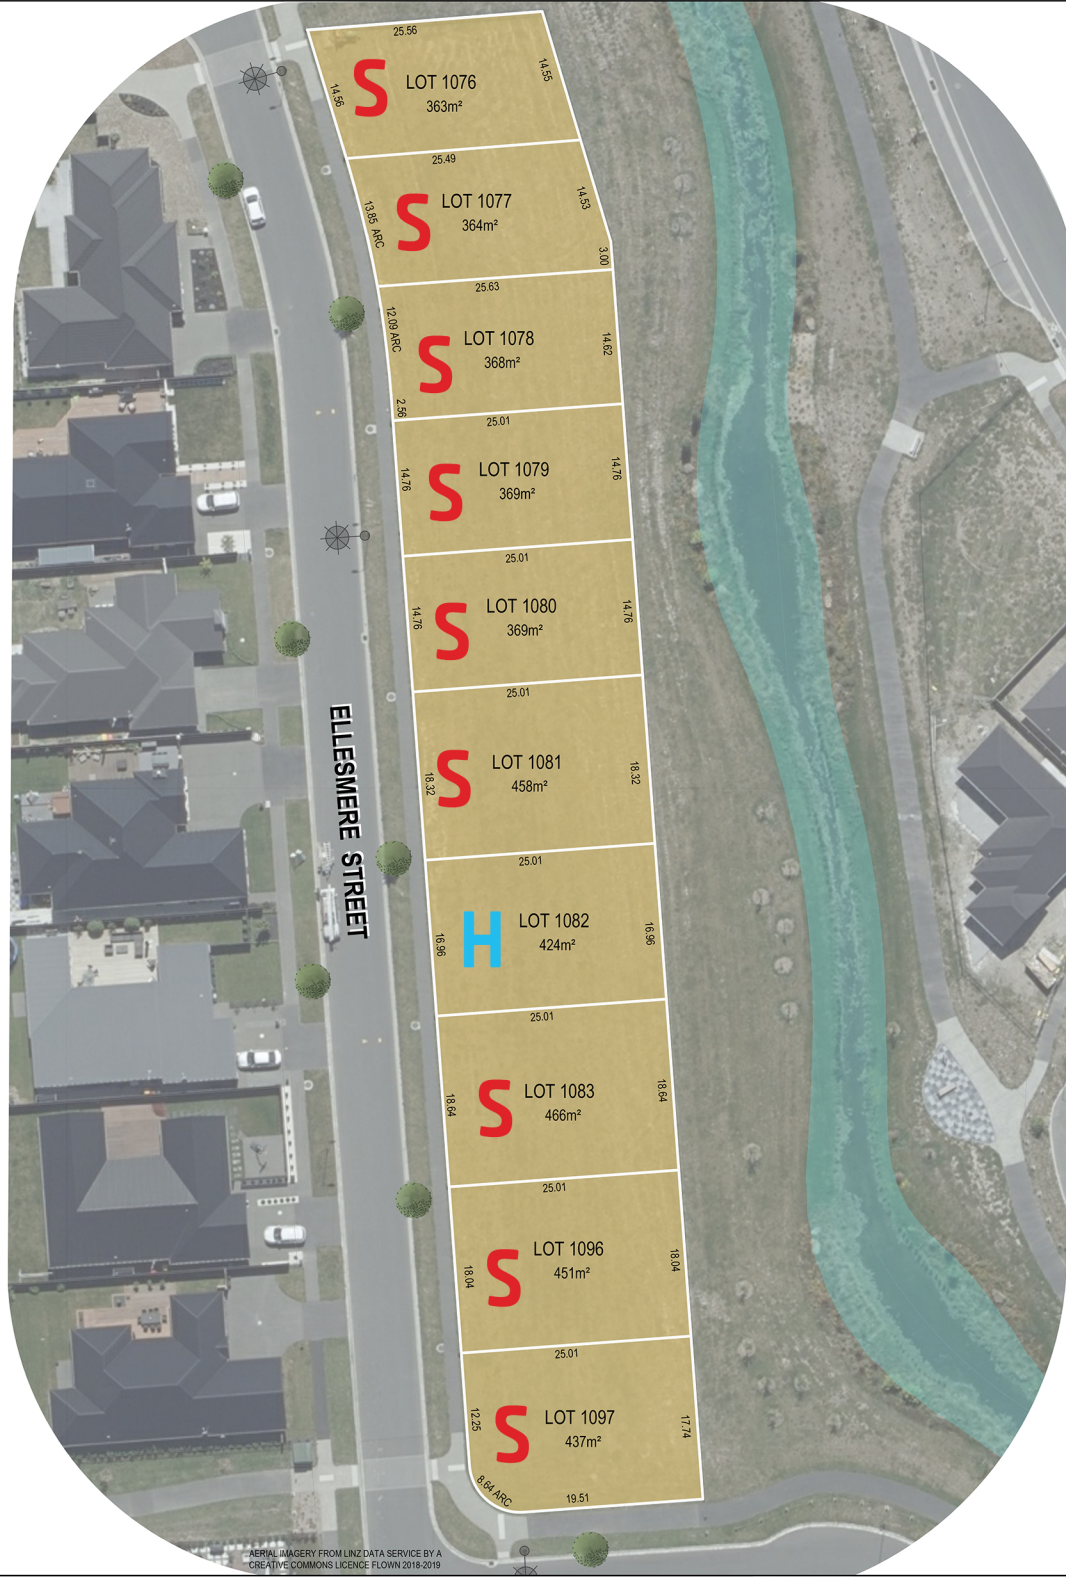 25.56
14.56
S
LOT 1076
363m²
14.55
25.49
13.85 ARC
S
LOT 1077
364m²
14.53
3.00
25.63
12.09 ARC
2.56
S
LOT 1078
368m²
14.62
25.01
14.76
S
LOT 1079
369m²
14.76
25.01
14.76
S
LOT 1080
369m²
14.76
25.01
18.32
S
LOT 1081
458m²
18.32
ELLESMERE STREET
25.01
16.96
H
LOT 1082
424m²
16.96
25.01
18.64
S
LOT 1083
466m²
18.64
25.01
18.04
S
LOT 1096
451m²
18.04
25.01
12.25
S
LOT 1097
437m²
17.74
8.64 ARC
19.51
AERIAL IMAGERY FROM LINZ DATA SERVICE BY A
CREATIVE COMMONS LICENCE FLOWN 2018-2019